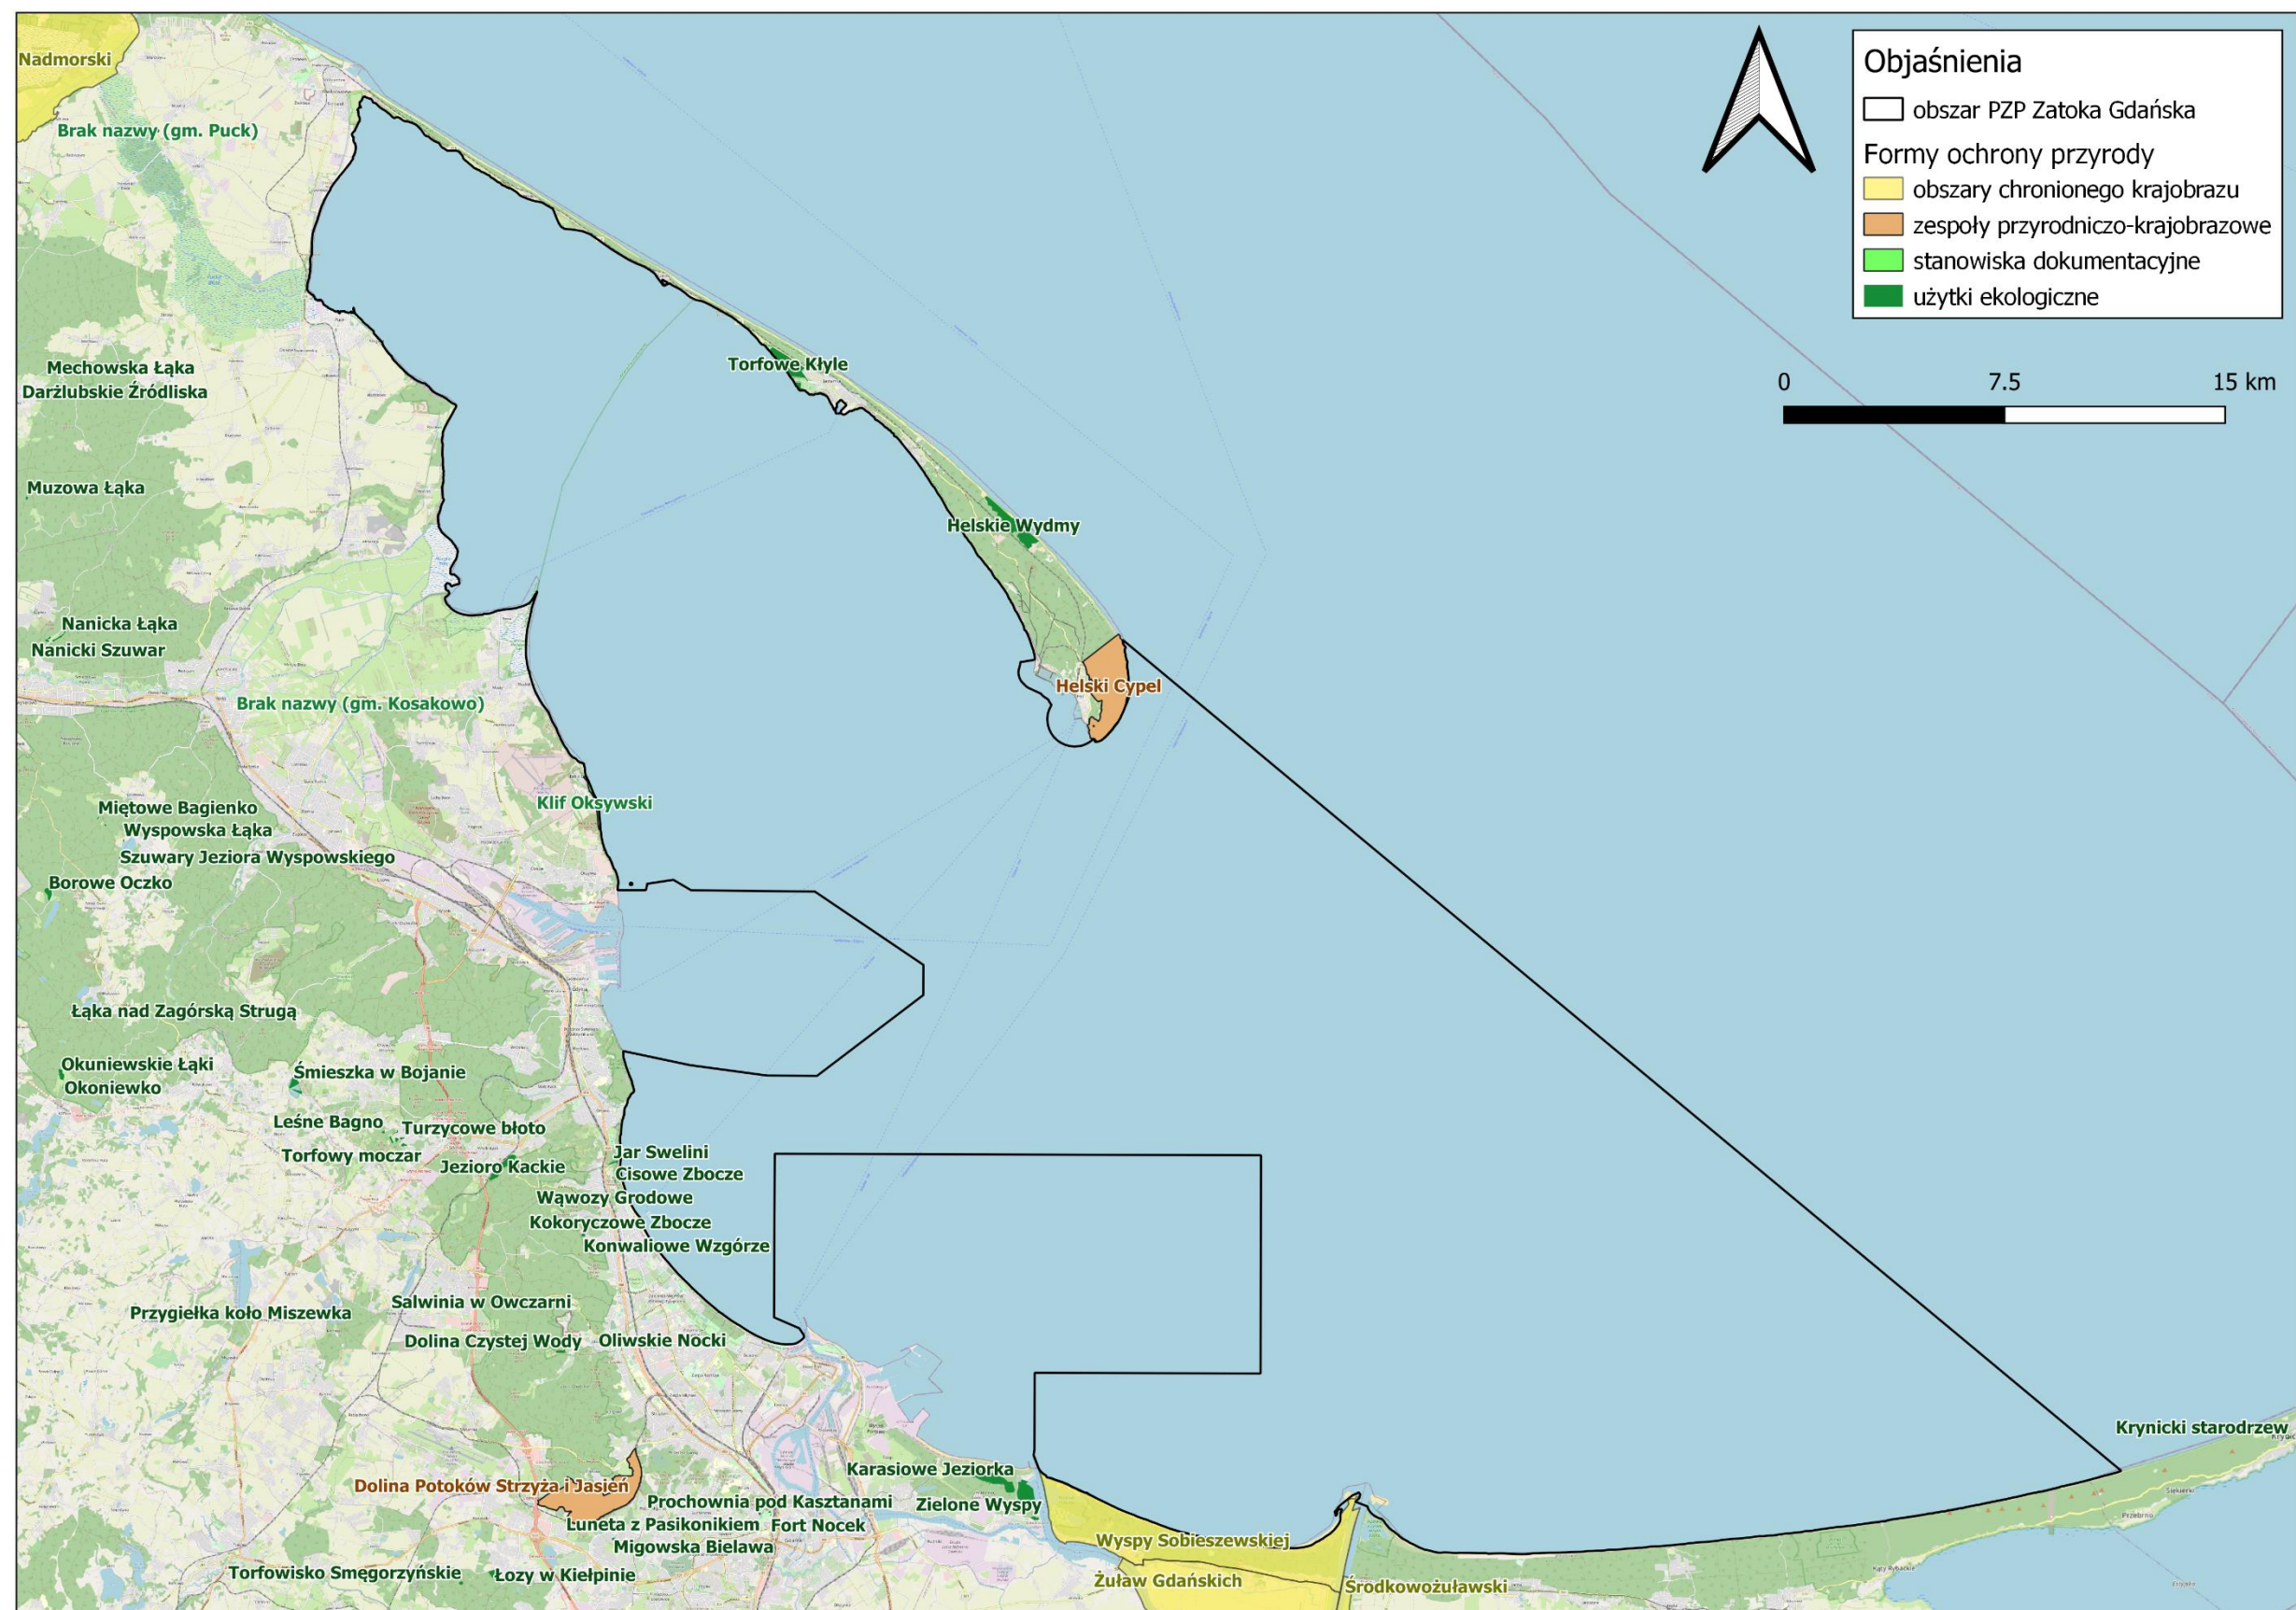 Nadmorski
Objaśnienia
obszar PZP Zatoka Gdańska
Formy ochrony przyrody
obszary chronionego krajobrazu
zespoły przyrodniczo-krajobrazowe
stanowiska dokumentacyjne
użytki ekologiczne
0 7.5 15 km
Brak nazwy (gm. Puck)
Mechowska Łąka
Darżlubskie Źródliska
Torfowe Kłyle
Muzowa Łąka
Helskie Wydmy
Nanicka Łąka
Nanicki Szuwar
Helski Cypel
Brak nazwy (gm. Kosakowo)
Klif Oksywski
Miętowe Bagienko
Wyspowska Łąka
Szuwary Jeziora Wyspowskiego
Borowe Oczko
Łąka nad Zagórską Strugą
Okuniewskie Łąki
Okoniewko
Śmieszka w Bojanie
Leśne Bagno
Turzycowe błoto
Torfowy moczar
Jezioro Kackie
Jar Swelini
Cisowe Zbocze
Wąwozy Grodowe
Kokoryczowe Zbocze
Konwaliowe Wzgórze
Przygiełka koło Miszewka
Salwinia w Owczarni
Dolina Czystej Wody
Oliwskie Nocki
Krynicki starodrzew
Karasiowe Jeziorka
Dolina Potoków Strzyża i Jasień
Prochownia pod Kasztanami
Zielone Wyspy
Luneta z Pasikonikiem
Fort Nocek
Migowska Bielawa
Wyspy Sobieszewskiej
Torfowisko Smęgorzyńskie
Łozy w Kiełpinie
Żuław Gdańskich
Środkowożuławski
Przebrno
Kąty Rybackie